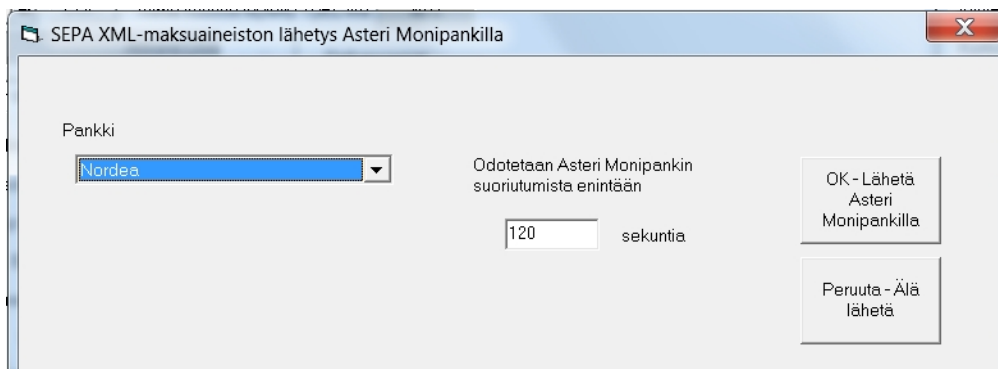 SEPA XML-maksuaineiston lähetys Asteri Monipankilla
Pankki
Nordea
Odotetaan Asteri Monipankin
suoriutumista enintään
120 sekuntia
OK - Lähetä
Asteri
Monipankilla
Peruuta - Älä
lähetä